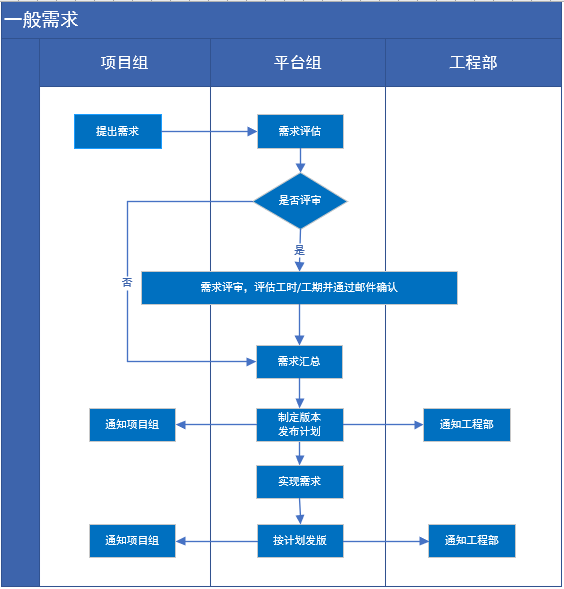 一般需求
项目组
平台组
工程部
提出需求
需求评估
是否评审
是
否
需求评审，评估工时/工期并通过邮件确认
需求汇总
通知项目组
制定版本
发布计划
通知工程部
实现需求
通知项目组
按计划发版
通知工程部